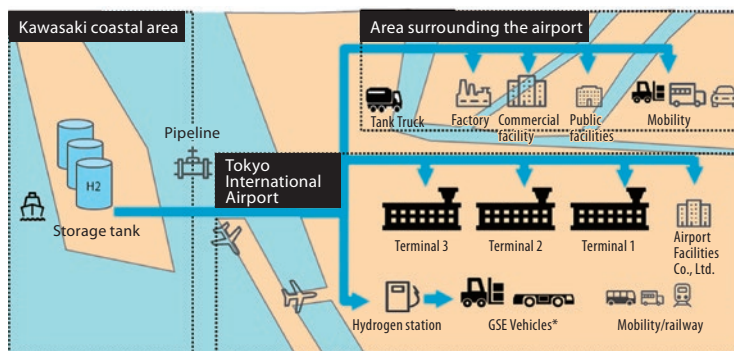 Kawasaki coastal area
Area surrounding the airport
Tank Truck
Factory
Commercial
facility
Public
facilities
Mobility
Pipeline
H2
Storage tank
Tokyo
International
Airport
Terminal 3
Terminal 2
Terminal 1
Airport
Facilities
Co., Ltd.
Hydrogen station
GSE Vehicles*
Mobility/railway